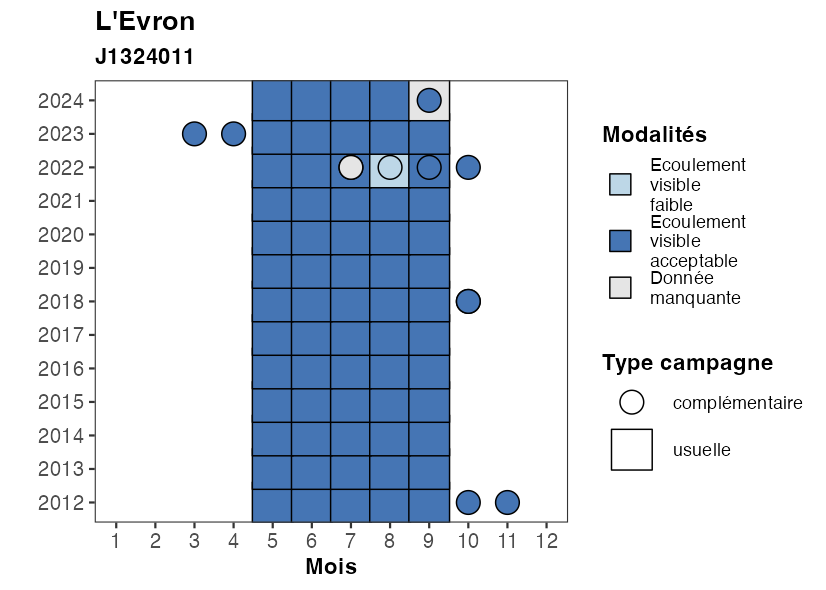 L'Evron
J1324011
2024
2023
2022
2021
2020
2019
2018
2017
2016
2015
2014
2013
2012
1 2 3 4 5 6 7 8 9 10 11 12
Mois
Modalités
Ecoulement
visible
faible
Ecoulement
visible
acceptable
Donnée
manquante
Type campagne
complémentaire
usuelle